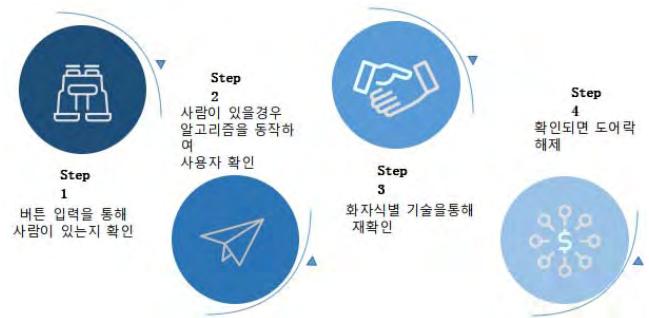 Step
1
버튼 입력을 통해
사람이 있는지 확인
Step
2
사람이 있을경우
알고리즘을 동작하
여
사용자 확인
Step
3
화자식별 기술을통해
재확인
Step
4
확인되면 도어락
해제
$